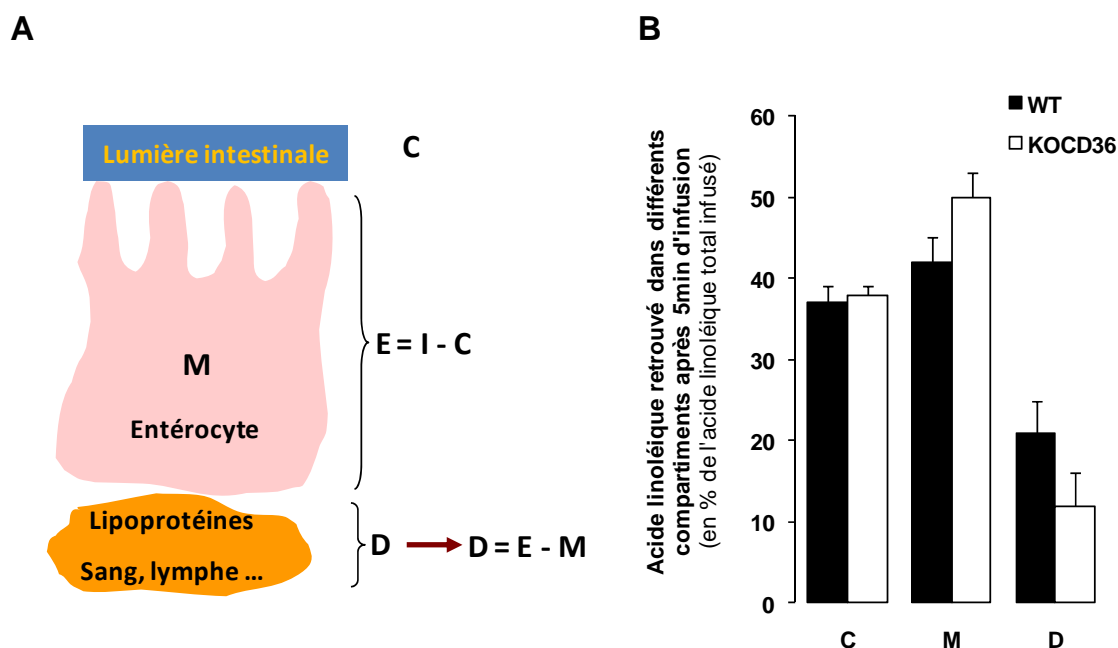 A
Lumière intestinale
C
M
Entérocyte
E = I - C
Lipoprotéines
Sang, lymphe ...
D
D = E - M
B
Acide linoléique retrouvé dans différents
compartiments après 5min d'infusion
(en % de l'acide linoléique total infusé)
60
50
40
30
20
10
0
WT
KOCD36
C M D